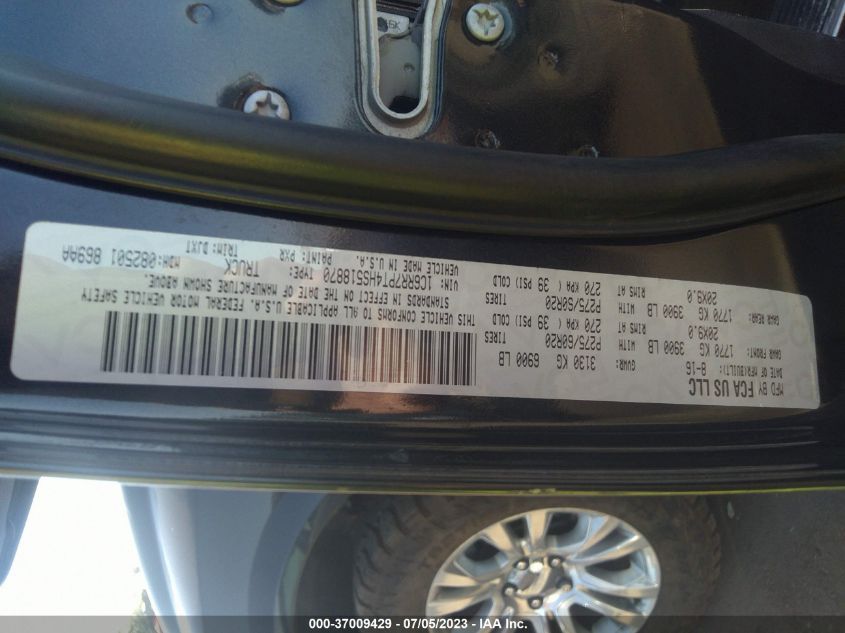 MFD BY FCA US LLC
DATE OF MFR(BUILT): 8-16
GVWR: 3130 KG 6900 LB
GAWR FRONT: 1770 KG 3900 LB
WITH P275/60R20 TIRES
RIMS AT 20X9.0 270 KPA ( 39 PSI) COLD
GAWR REAR: 1770 KG 3900 LB
WITH P275/60R20 TIRES
RIMS AT 20X9.0 270 KPA ( 39 PSI) COLD
THIS VEHICLE CONFORMS TO ALL APPLICABLE U.S.A. FEDERAL MOTOR VEHICLE SAFETY
STANDARDS IN EFFECT ON THE DATE OF MANUFACTURE SHOWN ABOVE.
VIN: 1C6RR7PT4HS518870 TYPE: TRUCK MDH:082501 869AA
VEHICLE MADE IN U.S.A. PAINT: PXR TRIM: DJXT
000-37009429 - 07/05/2023 - IAA Inc.